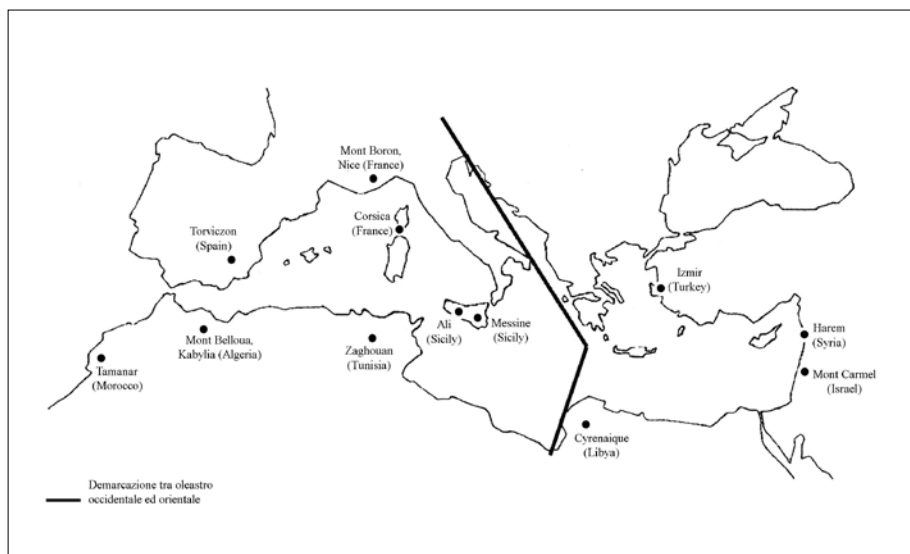 Mont Boron,
Nice (France)
Corsica
(France)
Torviczon
(Spain)
Izmir
(Turkey)
Ali
(Sicily)
Messine
(Sicily)
Harem
(Syria)
Mont Belloua,
Kabylia (Algeria)
Zaghouan
(Tunisia)
Tamanar
(Morocco)
Mont Carmel
(Israel)
Cyrenaique
(Libya)
Demarcazione tra oleastro
occidentale ed orientale